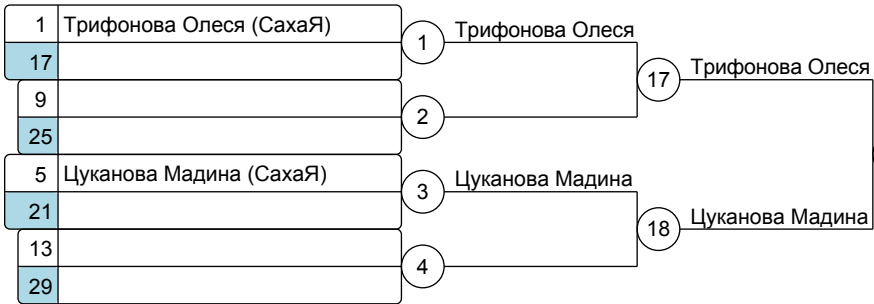 1 Трифонова Олеся (СахаЯ)
17
9
25
5 Цуканова Мадина (СахаЯ)
21
13
29
1 Трифонова Олеся
2
3 Цуканова Мадина
4
17 Трифонова Олеся
18 Цуканова Мадина